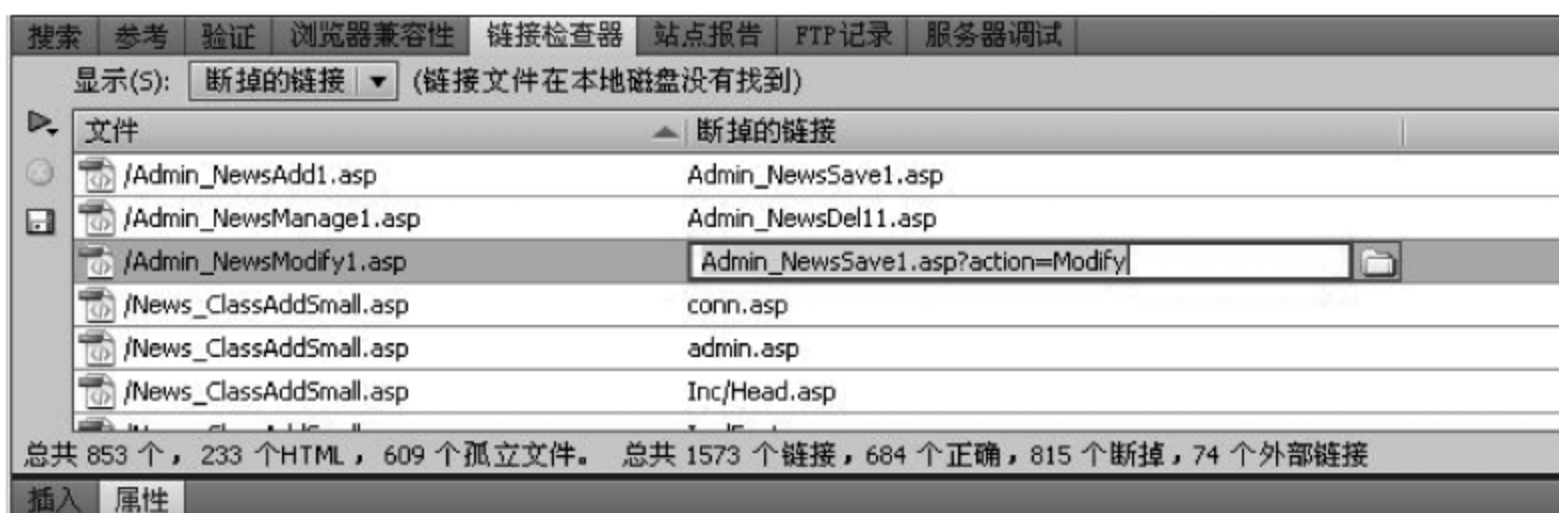 搜索 参考 验证 浏览器兼容性 链接检查器 站点报告 FTP记录 服务器调试
显示(S): 断掉的链接 (链接文件在本地磁盘没有找到)
文件 断掉的链接
/Admin_NewsAdd1.asp Admin_NewsSave1.asp
/Admin_NewsManage1.asp Admin_NewsDel11.asp
/Admin_NewsModify1.asp Admin_NewsSave1.asp?action=Modify
/News_ClassAddSmall.asp conn.asp
/News_ClassAddSmall.asp admin.asp
/News_ClassAddSmall.asp Inc/Head.asp
总共 853 个, 233 个HTML, 609 个孤立文件。 总共 1573 个链接,684 个正确,815 个断掉,74 个外部链接
插入 属性